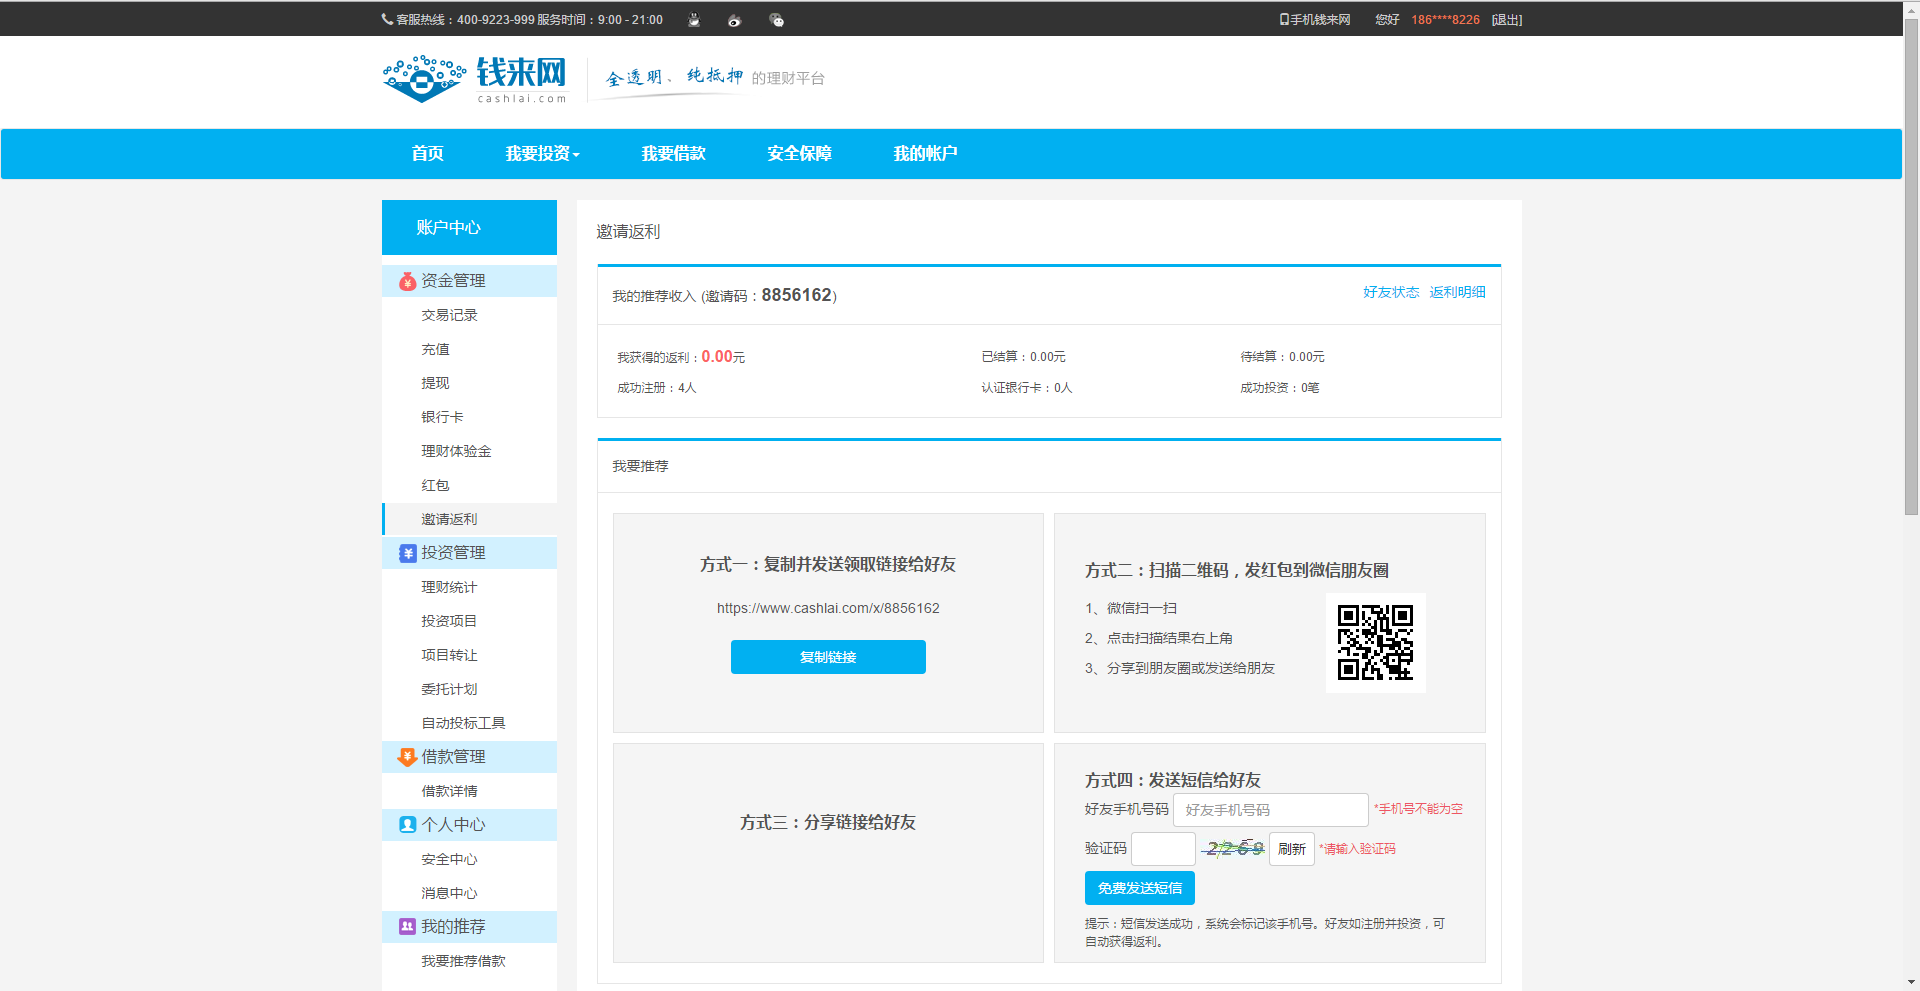 客服热线：400-9223-999 服务时间：9:00 - 21:00
手机钱来网 您好 186****8226 [退出]
钱来网
cashlai.com
全透明、纯抵押 的理财平台
首页 我要投资 我要借款 安全保障 我的帐户
账户中心
资金管理
交易记录
充值
提现
银行卡
理财体验金
红包
邀请返利
投资管理
理财统计
投资项目
项目转让
委托计划
自动投标工具
借款管理
借款详情
个人中心
安全中心
消息中心
我的推荐
我要推荐借款
邀请返利
我的推荐收入 (邀请码：8856162)
好友状态 返利明细
我获得的返利：0.00元 已结算：0.00元 待结算：0.00元
成功注册：4人 认证银行卡：0人 成功投资：0笔
我要推荐
方式一：复制并发送领取链接给好友
https://www.cashlai.com/x/8856162
复制链接
方式二：扫描二维码，发红包到微信朋友圈
1、微信扫一扫
2、点击扫描结果右上角
3、分享到朋友圈或发送给朋友
方式三：分享链接给好友
方式四：发送短信给好友
好友手机号码 好友手机号码 *手机号不能为空
验证码 2269 刷新 *请输入验证码
免费发送短信
提示：短信发送成功，系统会标记该手机号。好友如注册并投资，可
自动获得返利。